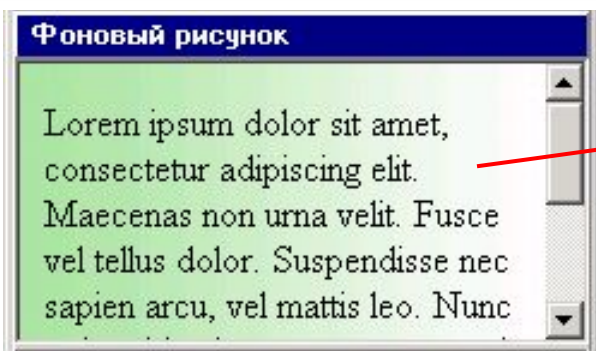 Фоновый рисунок
Lorem ipsum dolor sit amet,
consectetur adipiscing elit.
Maecenas non urna velit. Fusce
vel tellus dolor. Suspendisse nec
sapien arcu, vel mattis leo. Nunc